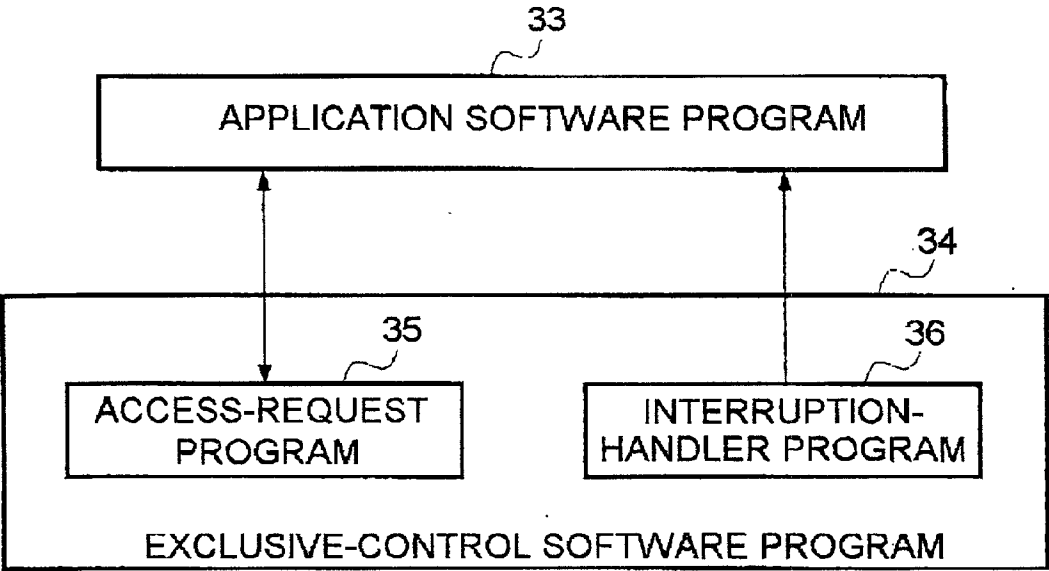 33
APPLICATION SOFTWARE PROGRAM
34
35
36
ACCESS-REQUEST
PROGRAM
INTERRUPTION-
HANDLER PROGRAM
EXCLUSIVE-CONTROL SOFTWARE PROGRAM